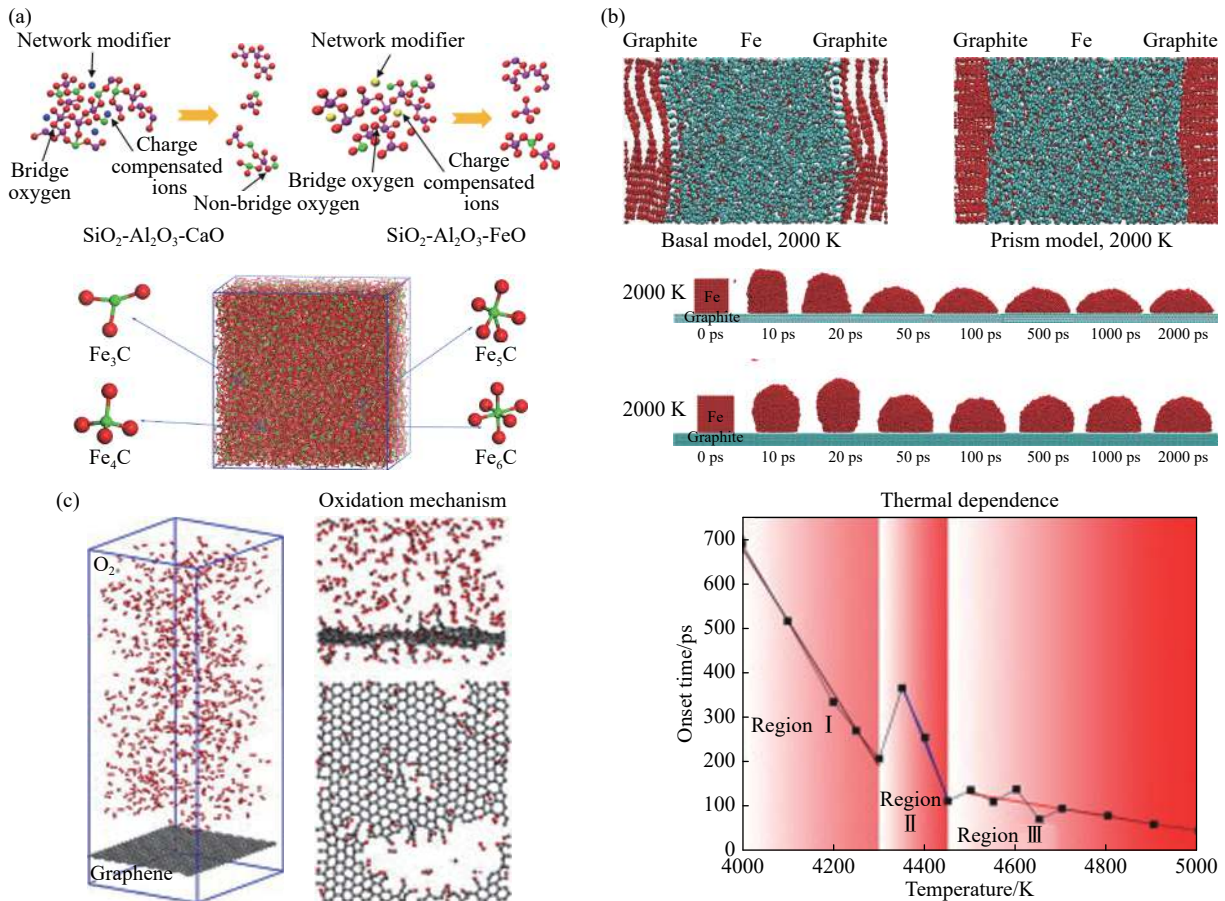 (a)
Network modifier
Network modifier
Bridge
oxygen
Charge
compensated
ions
Non-bridge oxygen
Bridge oxygen
Charge
compensated
ions
SiO₂-Al₂O₃-CaO
SiO₂-Al₂O₃-FeO
Fe₃C
Fe₅C
Fe₄C
Fe₆C
(b)
Graphite Fe Graphite
Graphite Fe Graphite
Basal model, 2000 K
Prism model, 2000 K
2000 K
Fe
Graphite
0 ps 10 ps 20 ps 50 ps 100 ps 500 ps 1000 ps 2000 ps
2000 K
Fe
Graphite
0 ps 10 ps 20 ps 50 ps 100 ps 500 ps 1000 ps 2000 ps
(c)
O₂
Graphene
Oxidation mechanism
Thermal dependence
Onset time/ps
700
600
500
400
300
200
100
0
Region Ⅰ
Region
Ⅱ
Region Ⅲ
4000 4200 4400 4600 4800 5000
Temperature/K